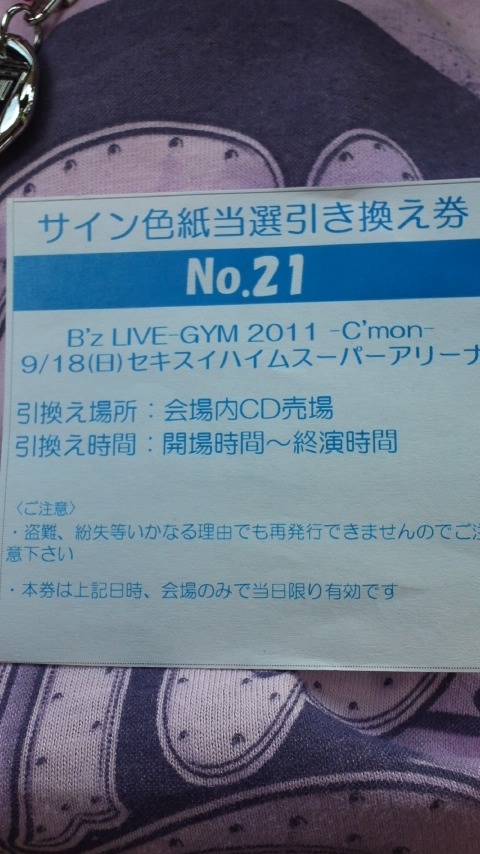 サイン色紙当選引き換え券
No.21
B'z LIVE-GYM 2011 -C'mon-
9/18(日)セキスイハイムスーパーアリーナ
引換え場所：会場内CD売場
引換え時間：開場時間～終演時間
〈ご注意〉
・盗難、紛失等いかなる理由でも再発行できませんのでご注
意下さい
・本券は上記日時、会場のみで当日限り有効です